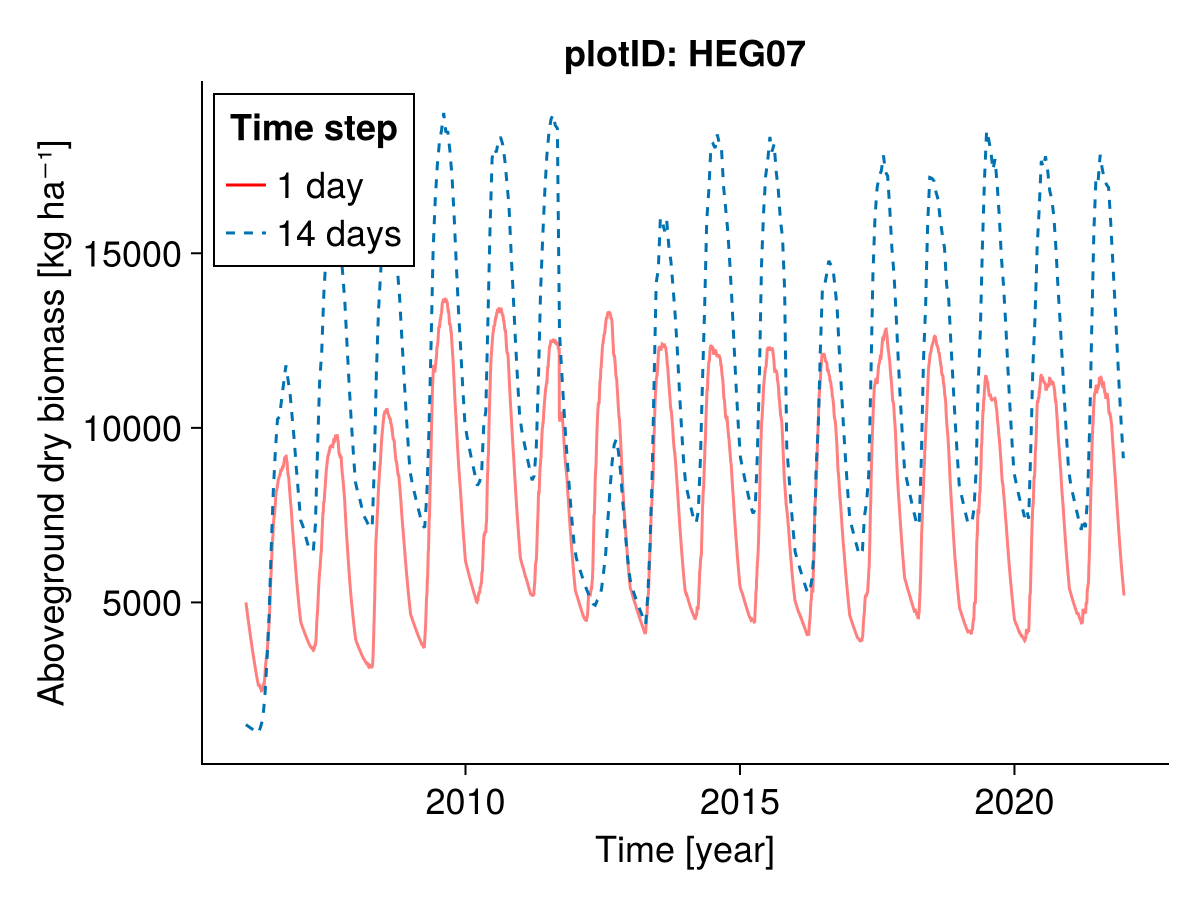 plotID: HEG07
Time step
1 day
14 days
Aboveground dry biomass [kg ha⁻¹]
15000
10000
5000
2010
2015
2020
Time [year]